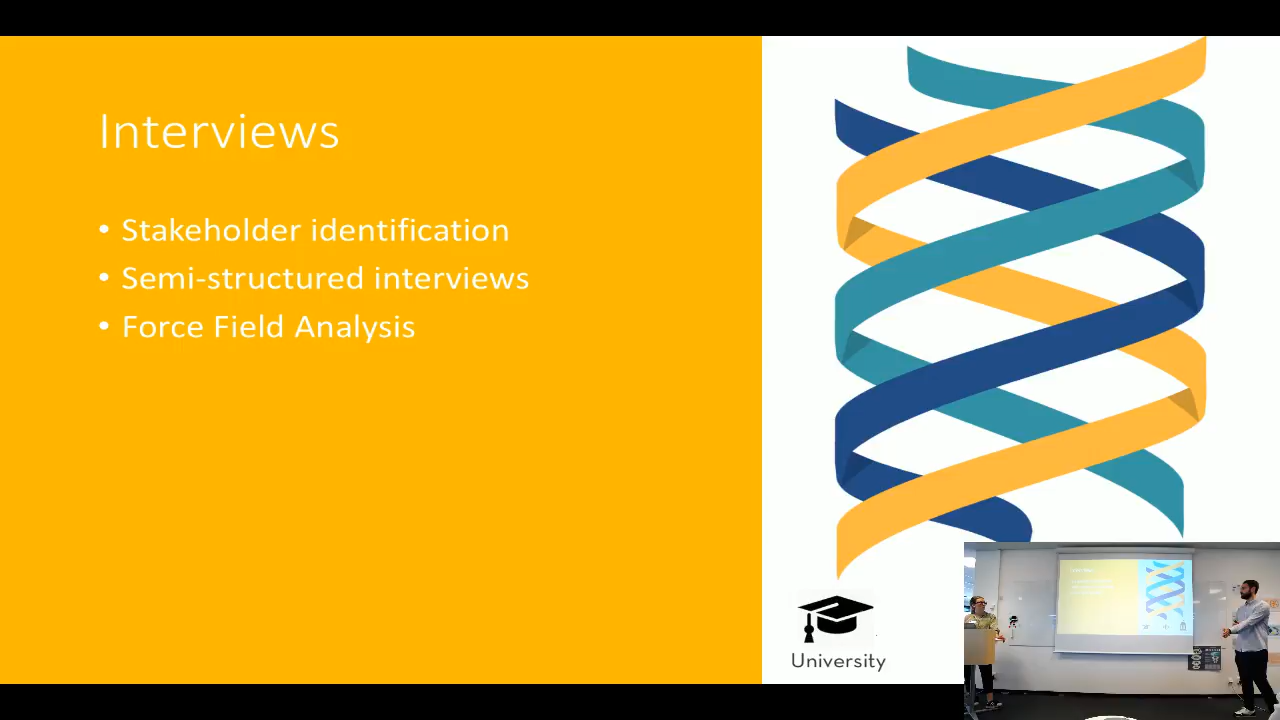 Interviews
• Stakeholder identification
• Semi-structured interviews
• Force Field Analysis
University